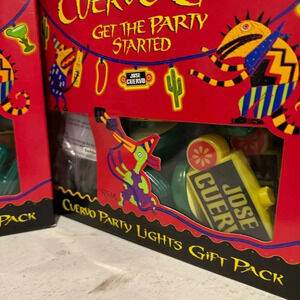 CUERVO
GET THE PARTY
STARTED
JOSE
CUERVO
JOSE
CUERVO
PACK
CUERVO PARTY LIGHTS GIFT PACK